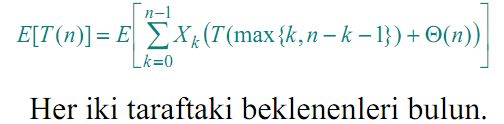 E[T(n)] = E[∑_{k=0}^{n−1} X_k (T(max{k, n − k − 1}) + Θ(n))]
Her iki taraftaki beklenenleri bulun.